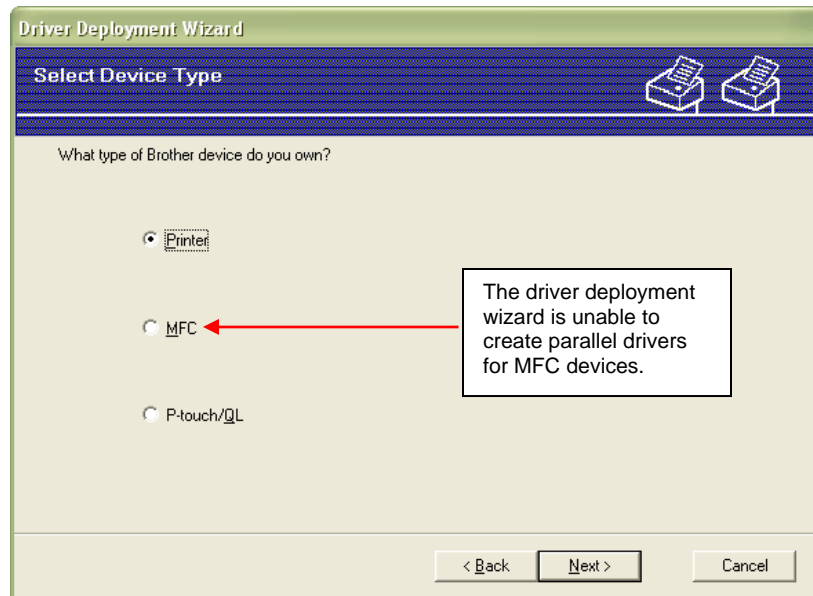 Driver Deployment Wizard
Select Device Type
What type of Brother device do you own?
Printer
MFC
The driver deployment
wizard is unable to
create parallel drivers
for MFC devices.
P-touch/QL
< Back
Next >
Cancel